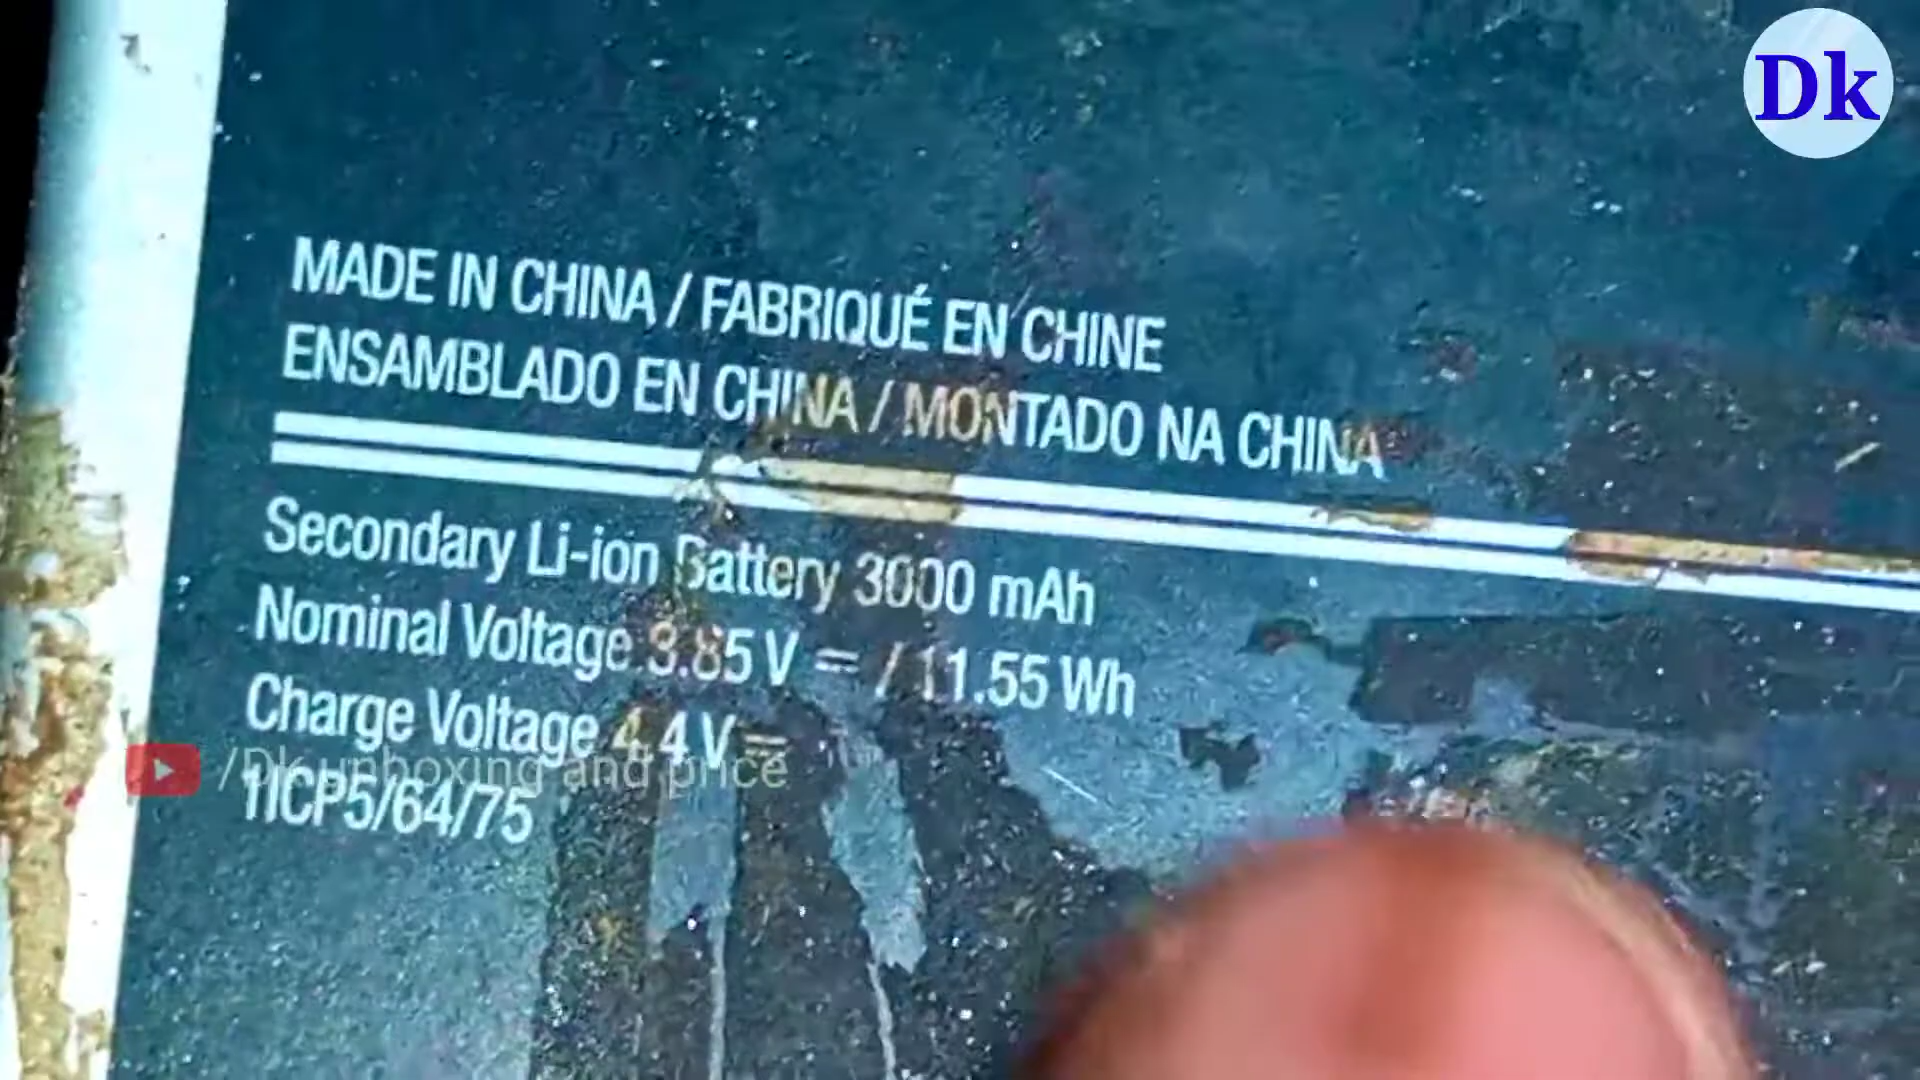 Dk
MADE IN CHINA / FABRIQUÉ EN CHINE
ENSAMBLADO EN CHINA / MONTADO NA CHINA
Secondary Li-ion Battery 3000 mAh
Nominal Voltage 3.85 V ⎓ / 11.55 Wh
Charge Voltage 4.4 V ⎓
/Dk unboxing and price
1ICP5/64/75